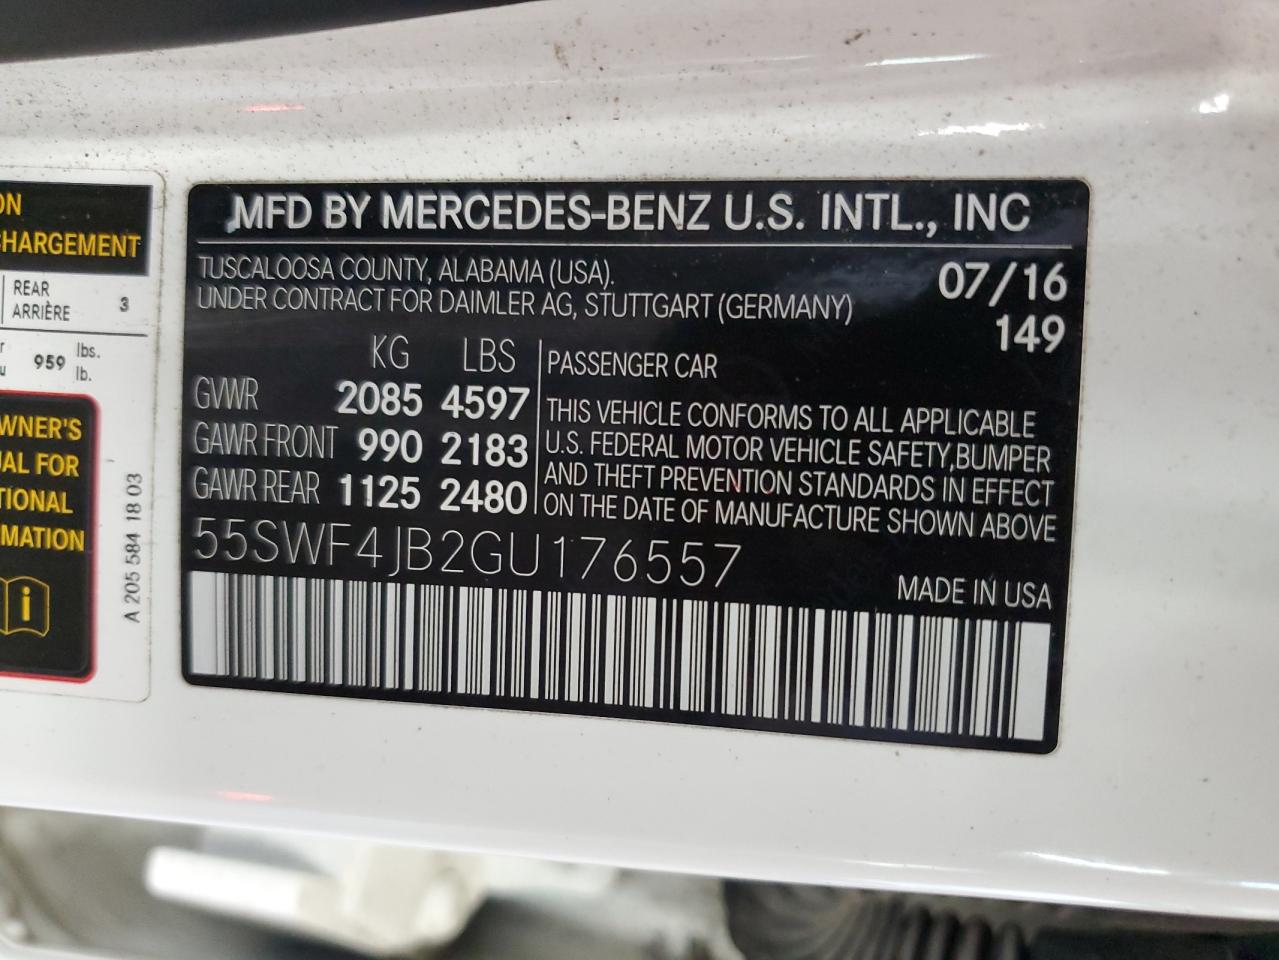 ON
CHARGEMENT
REAR
ARRIÈRE 3
959 lbs.
lb.
OWNER'S
UAL FOR
TIONAL
MATION
i
A 205 584 18 03
MFD BY MERCEDES-BENZ U.S. INTL., INC
TUSCALOOSA COUNTY, ALABAMA (USA).
UNDER CONTRACT FOR DAIMLER AG, STUTTGART (GERMANY)
07/16
149
KG LBS
GVWR 2085 4597
GAWR FRONT 990 2183
GAWR REAR 1125 2480
PASSENGER CAR
THIS VEHICLE CONFORMS TO ALL APPLICABLE
U.S. FEDERAL MOTOR VEHICLE SAFETY,BUMPER
AND THEFT PREVENTION STANDARDS IN EFFECT
ON THE DATE OF MANUFACTURE SHOWN ABOVE
55SWF4JB2GU176557
MADE IN USA